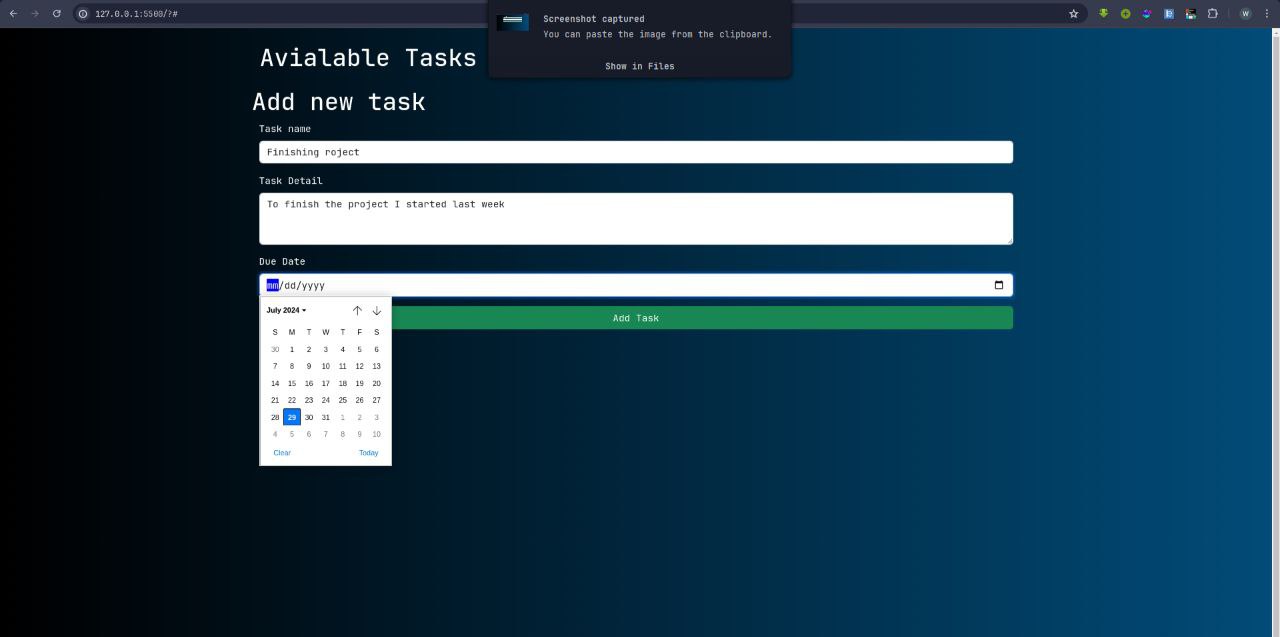 127.0.0.1:5500/?#
W
Screenshot captured
You can paste the image from the clipboard.
Show in Files
Avialable Tasks
Add new task
Task name
Finishing roject
Task Detail
To finish the project I started last week
Due Date
mm/dd/yyyy
Add Task
July 2024
S M T W T F S
30 1 2 3 4 5 6
7 8 9 10 11 12 13
14 15 16 17 18 19 20
21 22 23 24 25 26 27
28 29 30 31 1 2 3
4 5 6 7 8 9 10
Clear Today